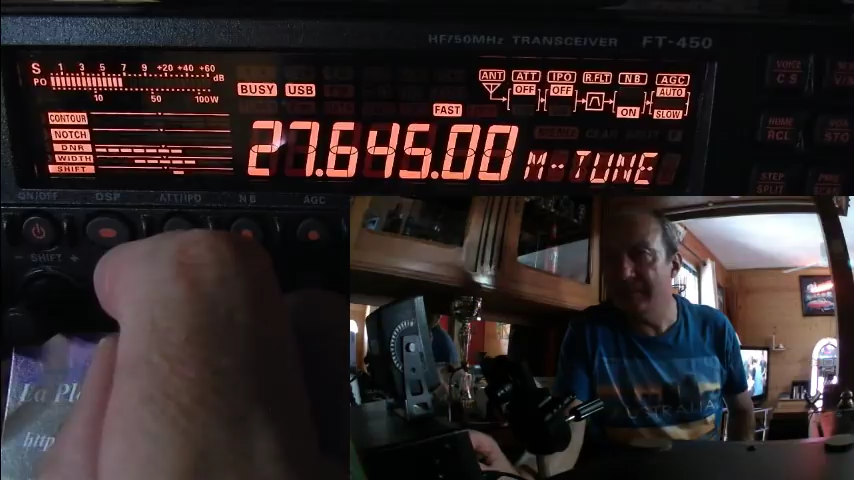 HF/50MHz TRANSCEIVER FT-450
S 1 3 5 7 9 +20 +40 +60 dB
PO 10 50 100W
BUSY USB
FAST
ANT ATT IPO R.FLT NB AGC
OFF OFF AUTO
ON SLOW
CONTOUR
NOTCH
DNR
WIDTH
SHIFT
27.645.00 M--TUNE
VOICE
C.S
HOME
RCL
STO
STEP
SPLIT
ON/OFF DSP ATT/IPO NB AGC
- SHIFT +
La Pl
http